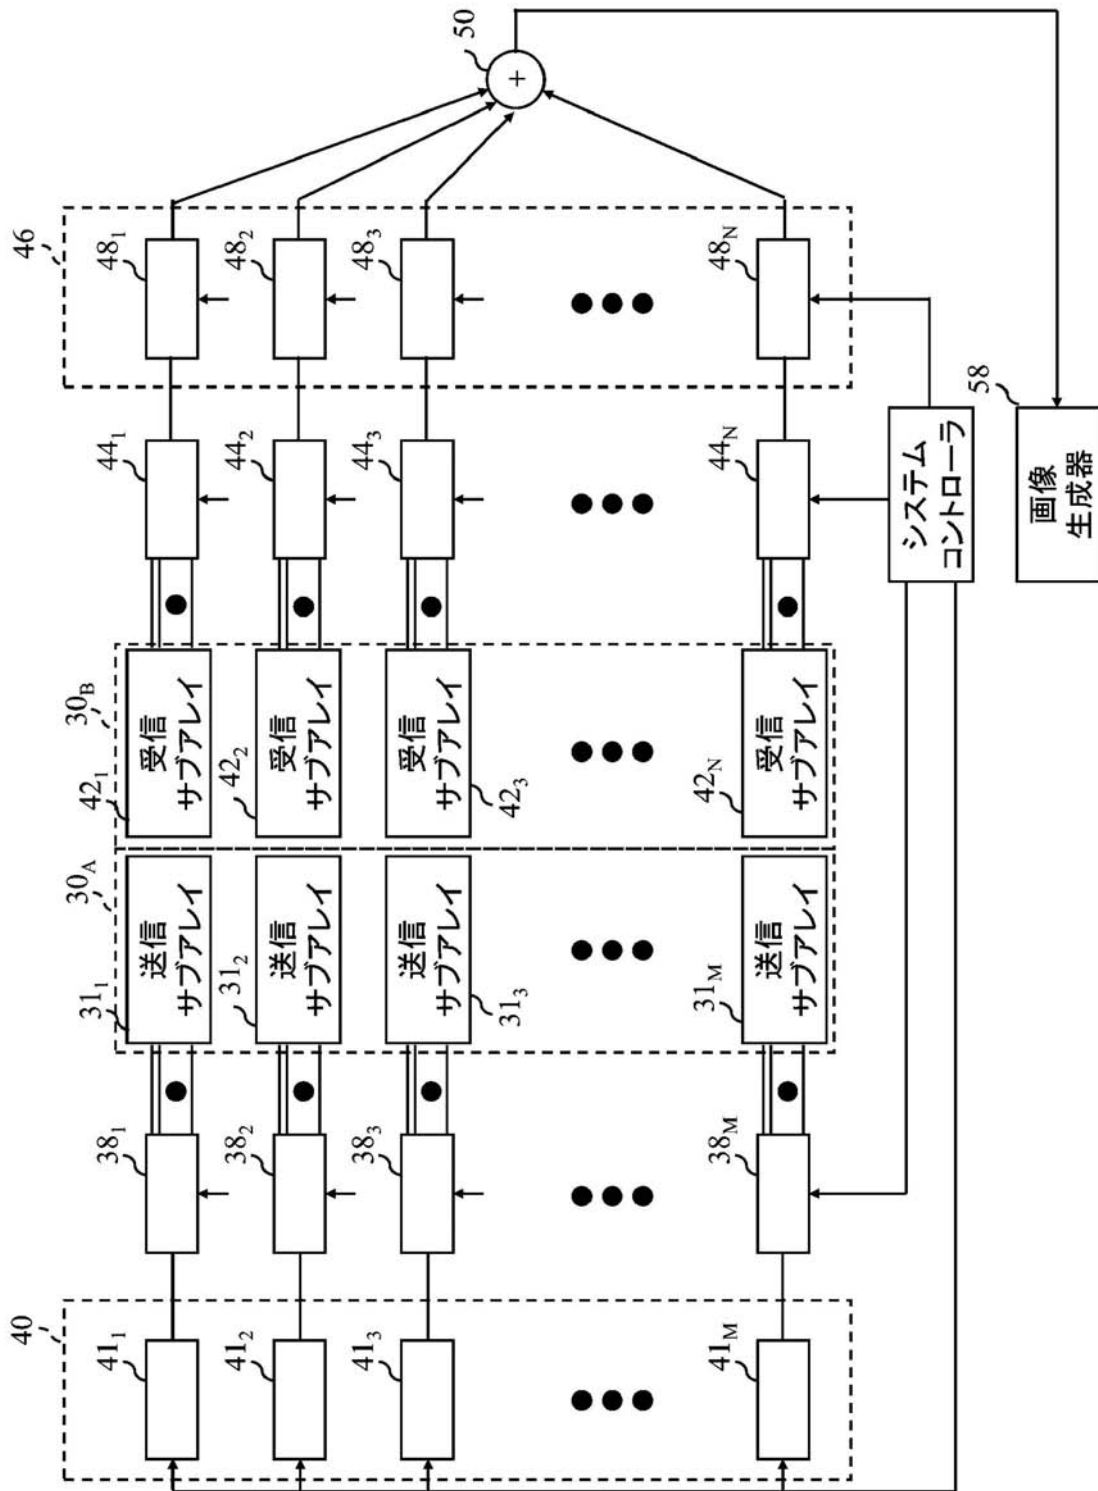 40
41₁
41₂
41₃
41M
38₁
38₂
38₃
38M
30A
31₁
送信
サブアレイ
31₂
送信
サブアレイ
31₃
送信
サブアレイ
31M
送信
サブアレイ
30B
42₁
受信
サブアレイ
42₂
受信
サブアレイ
42₃
受信
サブアレイ
42N
受信
サブアレイ
44₁
44₂
44₃
44N
46
48₁
48₂
48₃
48N
50
+
システム
コントローラ
58
画像
生成器